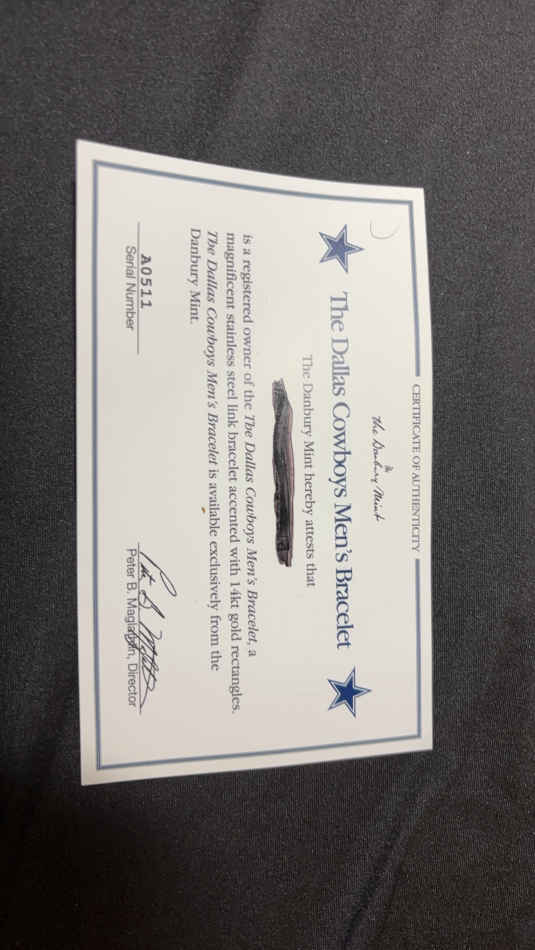 CERTIFICATE OF AUTHENTICITY
The Danbury Mint
The Dallas Cowboys Men's Bracelet
The Danbury Mint hereby attests that
is a registered owner of the The Dallas Cowboys Men's Bracelet, a
magnificent stainless steel link bracelet accented with 14kt gold rectangles.
The Dallas Cowboys Men's Bracelet is available exclusively from the
Danbury Mint.
A0511
Serial Number
Peter B. Maglathlin, Director